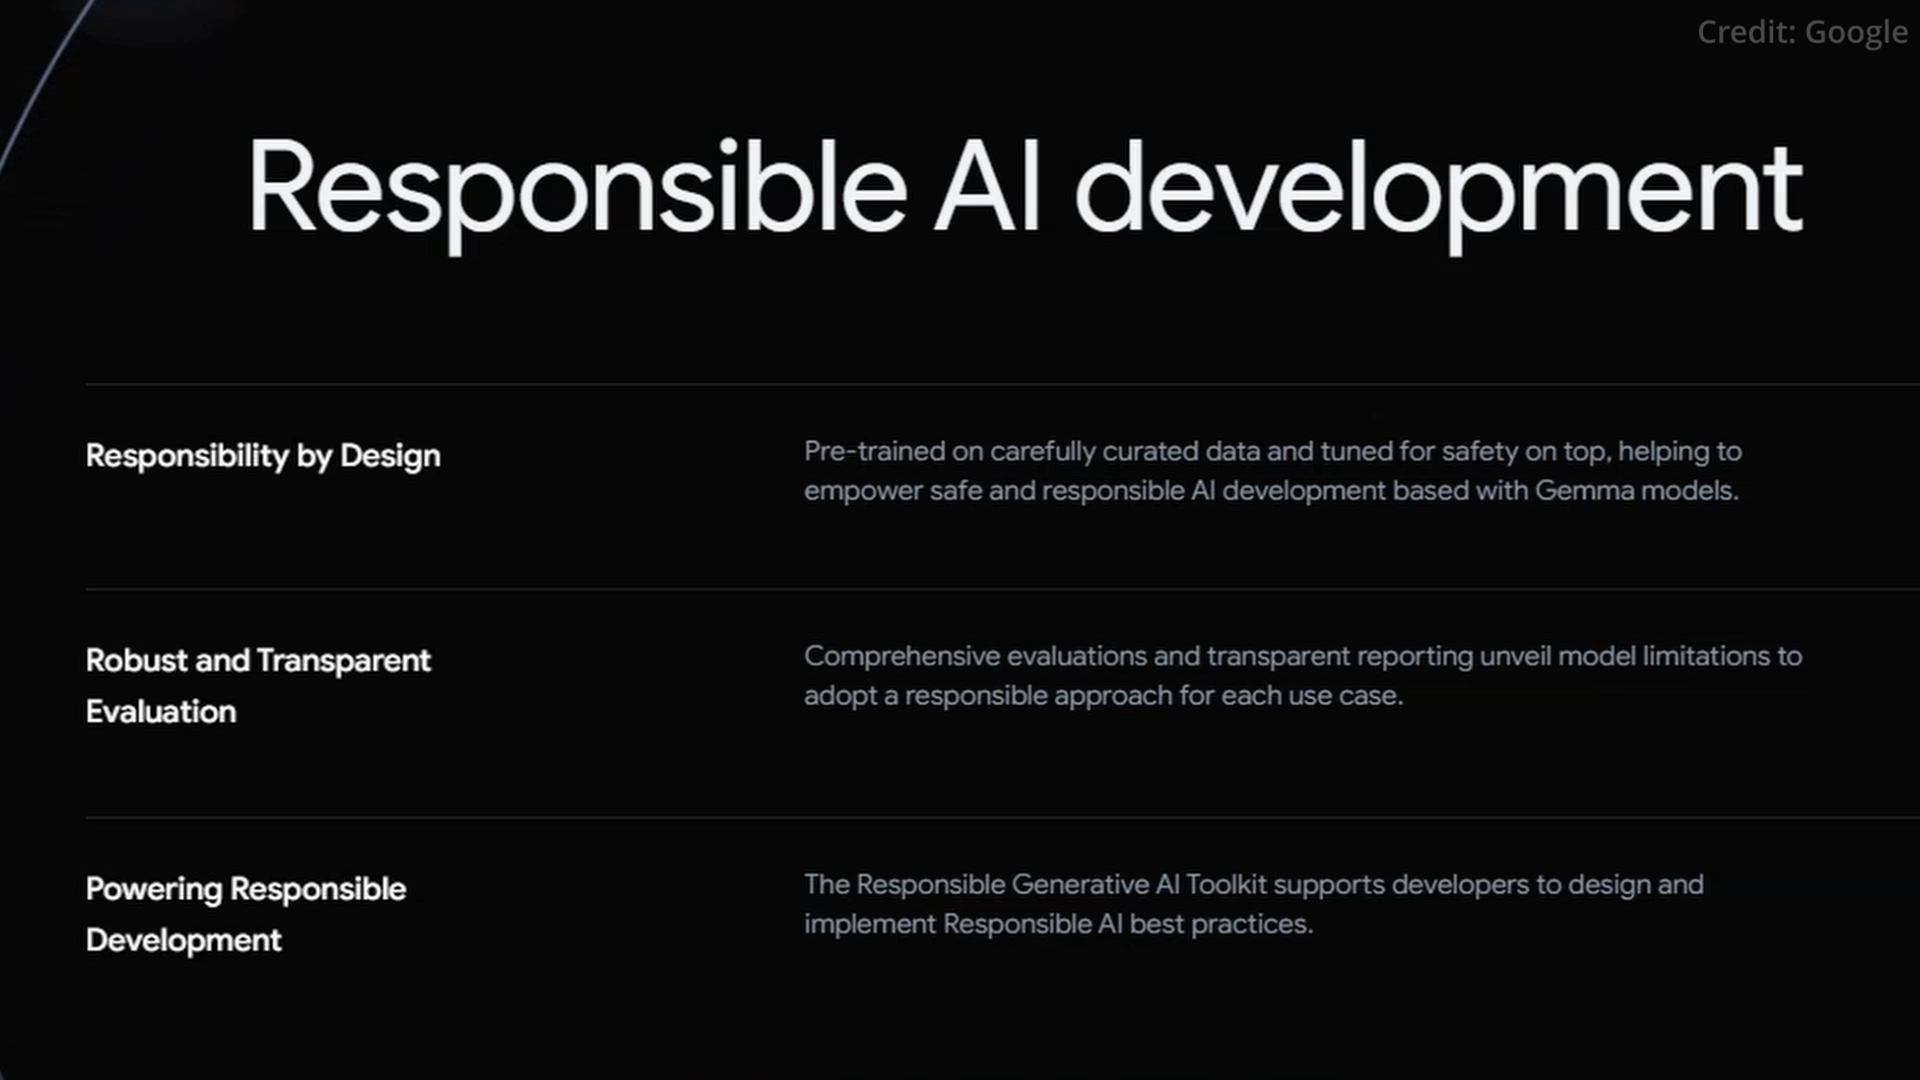 Credit: Google
Responsible AI development
Responsibility by Design
Pre-trained on carefully curated data and tuned for safety on top, helping to
empower safe and responsible AI development based with Gemma models.
Robust and Transparent
Evaluation
Comprehensive evaluations and transparent reporting unveil model limitations to
adopt a responsible approach for each use case.
Powering Responsible
Development
The Responsible Generative AI Toolkit supports developers to design and
implement Responsible AI best practices.